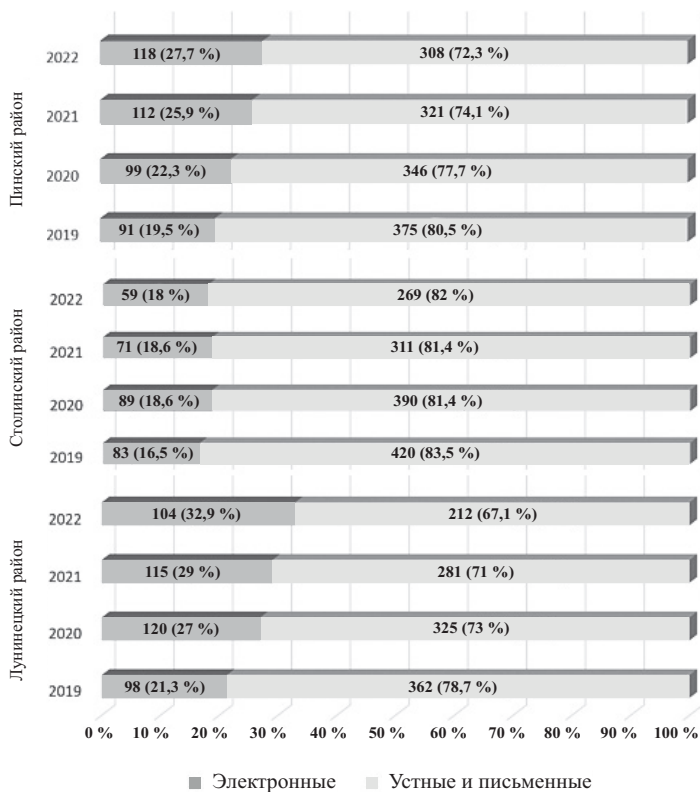 Пинский район
2022 118 (27,7 %) 308 (72,3 %)
2021 112 (25,9 %) 321 (74,1 %)
2020 99 (22,3 %) 346 (77,7 %)
2019 91 (19,5 %) 375 (80,5 %)
Столинский район
2022 59 (18 %) 269 (82 %)
2021 71 (18,6 %) 311 (81,4 %)
2020 89 (18,6 %) 390 (81,4 %)
2019 83 (16,5 %) 420 (83,5 %)
Лунинецкий район
2022 104 (32,9 %) 212 (67,1 %)
2021 115 (29 %) 281 (71 %)
2020 120 (27 %) 325 (73 %)
2019 98 (21,3 %) 362 (78,7 %)
0 % 10 % 20 % 30 % 40 % 50 % 60 % 70 % 80 % 90 % 100 %
Электронные Устные и письменные